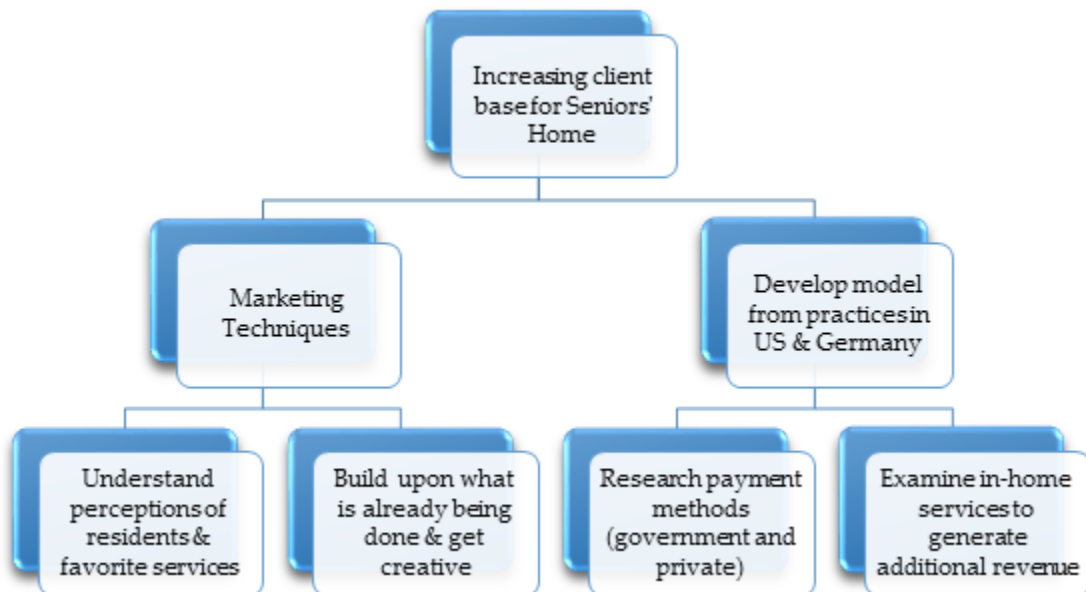 Increasing client
base for Seniors'
Home
Marketing
Techniques
Develop model
from practices in
US & Germany
Understand
perceptions of
residents &
favorite services
Build upon what
is already being
done & get
creative
Research payment
methods
(government and
private)
Examine in-home
services to
generate
additional revenue